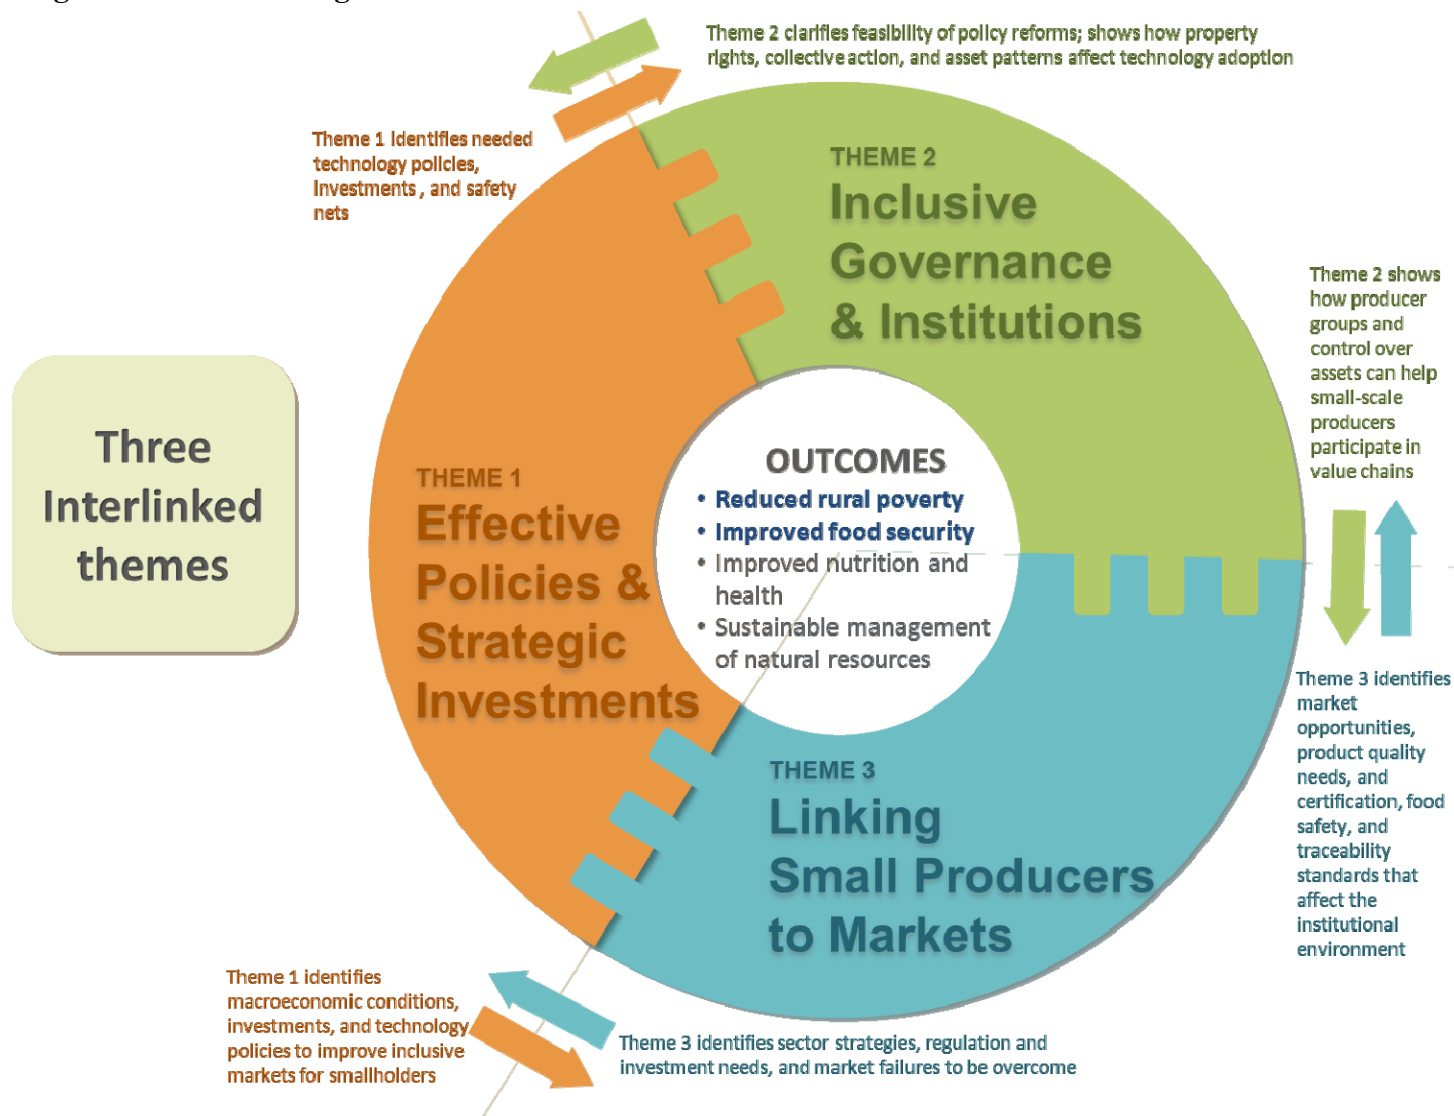 Theme 2 clarifies feasibility of policy reforms; shows how property
rights, collective action, and asset patterns affect technology adoption
Theme 1 identifies needed
technology policies,
Investments , and safety
nets
THEME 2
Inclusive
Governance
& Institutions
Theme 2 shows
how producer
groups and
control over
assets can help
small-scale
producers
participate in
value chains
Three
Interlinked
themes
THEME 1
Effective
Policies &
Strategic
Investments
OUTCOMES
• Reduced rural poverty
• Improved food security
• Improved nutrition and
health
• Sustainable management
of natural resources
THEME 3
Linking
Small Producers
to Markets
Theme 3 identifies
market
opportunities,
product quality
needs, and
certification, food
safety, and
traceability
standards that
affect the
institutional
environment
Theme 1 identifies
macroeconomic conditions,
investments, and technology
policies to improve inclusive
markets for smallholders
Theme 3 identifies sector strategies, regulation and
investment needs, and market failures to be overcome